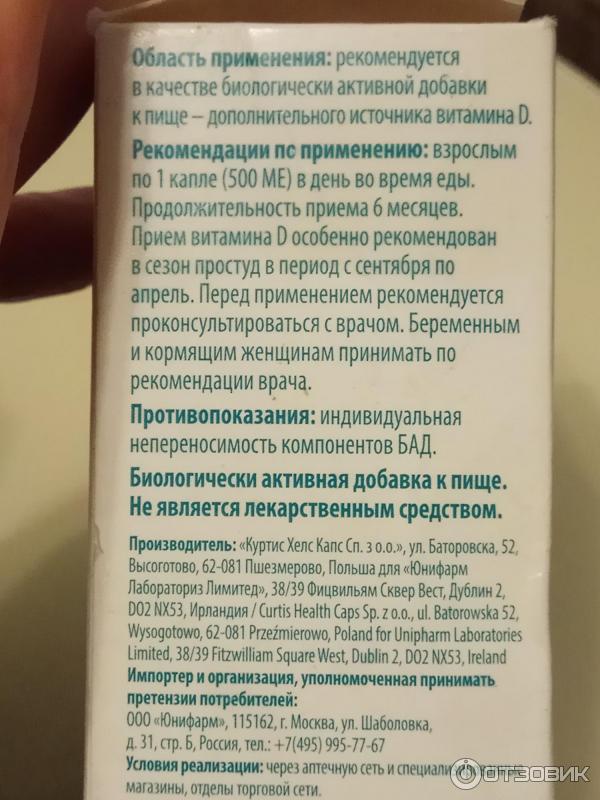 Область применения: рекомендуется
в качестве биологически активной добавки
к пище – дополнительного источника витамина D.
Рекомендации по применению: взрослым
по 1 капле (500 МЕ) в день во время еды.
Продолжительность приема 6 месяцев.
Прием витамина D особенно рекомендован
в сезон простуд в период с сентября по
апрель. Перед применением рекомендуется
проконсультироваться с врачом. Беременным
и кормящим женщинам принимать по
рекомендации врача.
Противопоказания: индивидуальная
непереносимость компонентов БАД.
Биологически активная добавка к пище.
Не является лекарственным средством.
Производитель: «Куртис Хелс Капс Сп. з о.о.», ул. Баторовска, 52,
Высоготово, 62-081 Пшезмерово, Польша для «Юнифарм
Лабораториз Лимитед», 38/39 Фицвильям Сквер Вест, Дублин 2,
DO2 NX53, Ирландия / Curtis Health Caps Sp. z o.o., ul. Batorowska 52,
Wysogotowo, 62-081 Przeźmierowo, Poland for Unipharm Laboratories
Limited, 38/39 Fitzwilliam Square West, Dublin 2, DO2 NX53, Ireland
Импортер и организация, уполномоченная принимать
претензии потребителей:
ООО «Юнифарм», 115162, г. Москва, ул. Шаболовка,
д. 31, стр. Б, Россия, тел.: +7(495) 995-77-67
Условия реализации: через аптечную сеть и специализированные
магазины, отделы торговой сети.
ОТЗОВИК